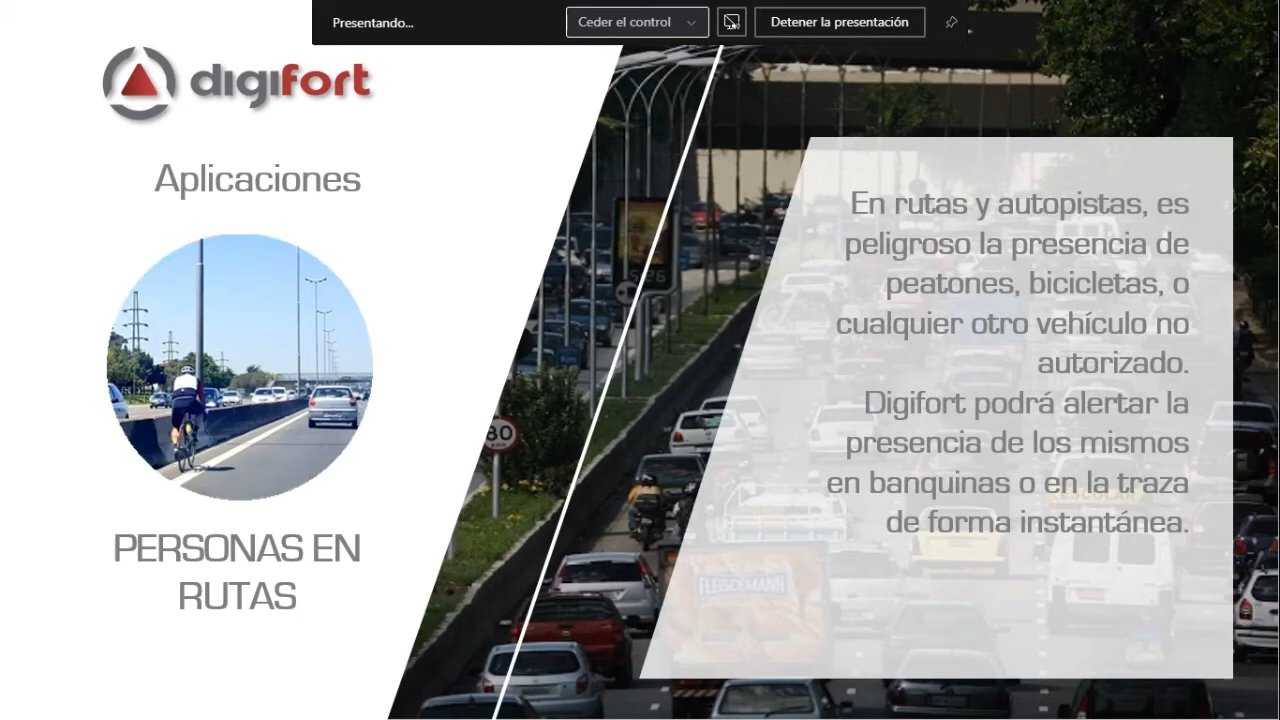 Presentando...
Ceder el control
Detener la presentación
digifort
Aplicaciones
PERSONAS EN
RUTAS
80
En rutas y autopistas, es
peligroso la presencia de
peatones, bicicletas, o
cualquier otro vehículo no
autorizado.
Digifort podrá alertar la
presencia de los mismos
en banquinas o en la traza
de forma instantánea.
ESCOLAR
FLEISCHMANN